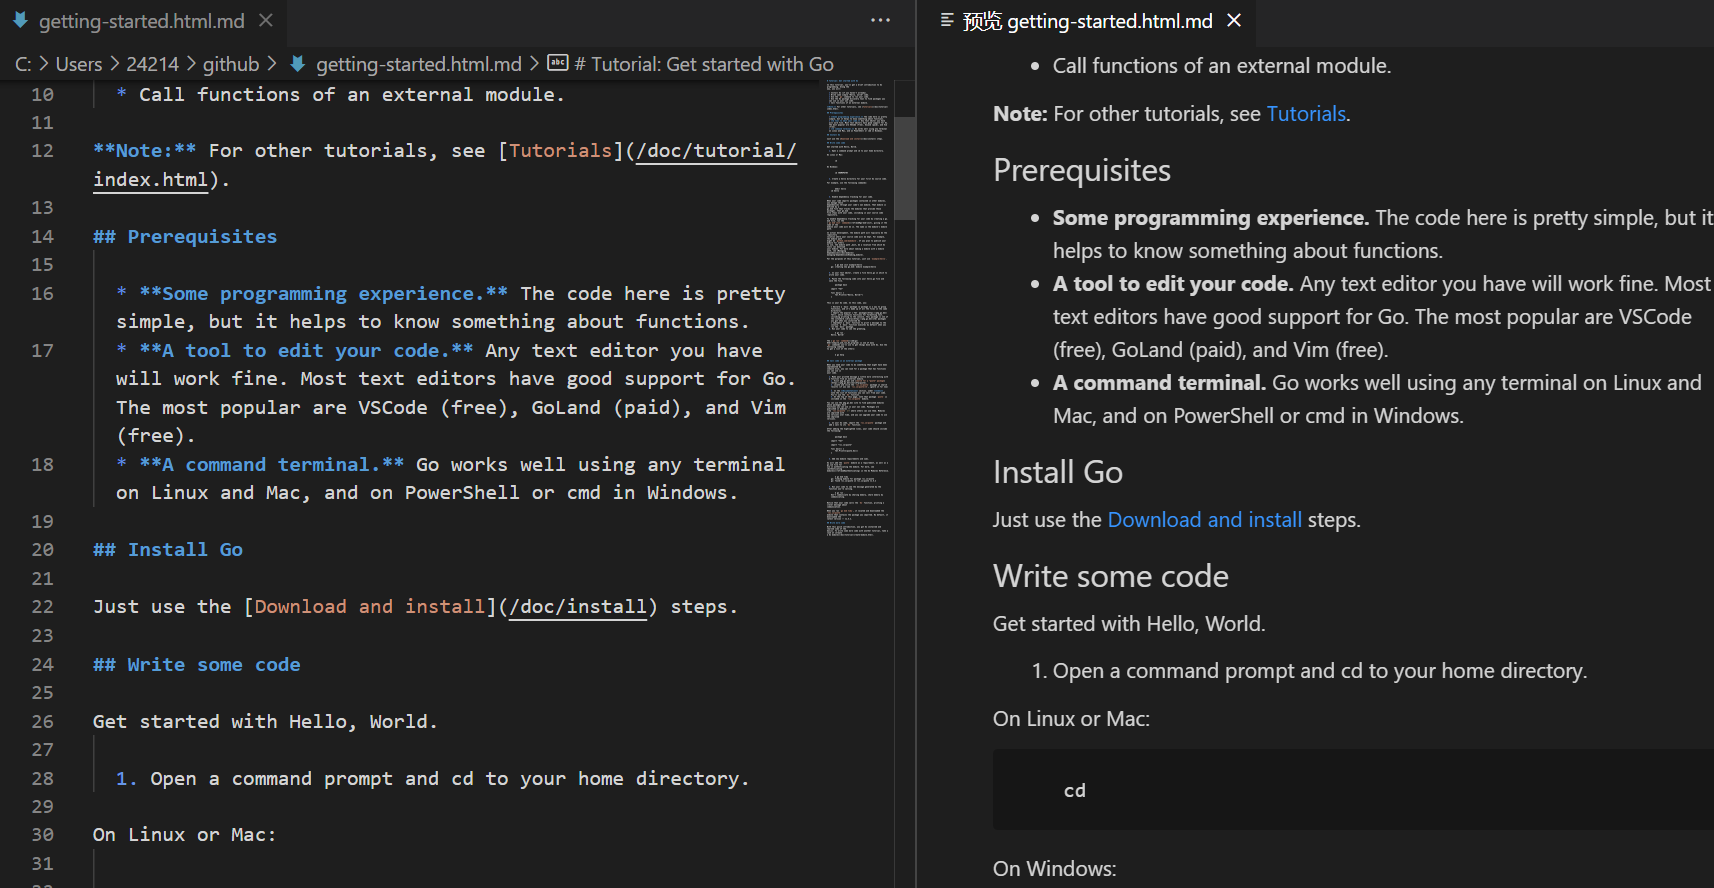 getting-started.html.md
C: > Users > 24214 > github > getting-started.html.md > abc # Tutorial: Get started with Go
10 * Call functions of an external module.
11
12 **Note:** For other tutorials, see [Tutorials](/doc/tutorial/
index.html).
13
14 ## Prerequisites
15
16 * **Some programming experience.** The code here is pretty
simple, but it helps to know something about functions.
17 * **A tool to edit your code.** Any text editor you have
will work fine. Most text editors have good support for Go.
The most popular are VSCode (free), GoLand (paid), and Vim
(free).
18 * **A command terminal.** Go works well using any terminal
on Linux and Mac, and on PowerShell or cmd in Windows.
19
20 ## Install Go
21
22 Just use the [Download and install](/doc/install) steps.
23
24 ## Write some code
25
26 Get started with Hello, World.
27
28 1. Open a command prompt and cd to your home directory.
29
30 On Linux or Mac:
31
预览 getting-started.html.md
• Call functions of an external module.
Note: For other tutorials, see Tutorials.
Prerequisites
• Some programming experience. The code here is pretty simple, but it
helps to know something about functions.
• A tool to edit your code. Any text editor you have will work fine. Most
text editors have good support for Go. The most popular are VSCode
(free), GoLand (paid), and Vim (free).
• A command terminal. Go works well using any terminal on Linux and
Mac, and on PowerShell or cmd in Windows.
Install Go
Just use the Download and install steps.
Write some code
Get started with Hello, World.
1. Open a command prompt and cd to your home directory.
On Linux or Mac:
cd
On Windows: